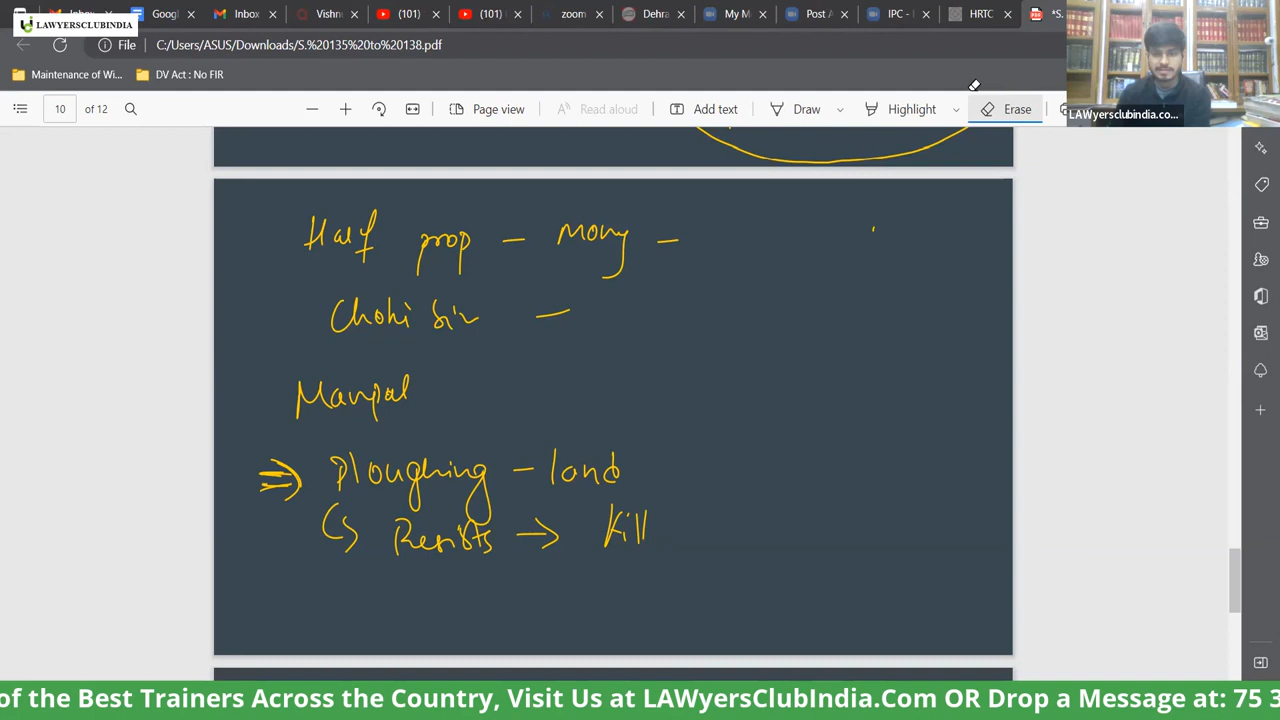 LAWYERSCLUBINDIA
Inbox
Googl
Inbox
Vishn
(101)
(101)
econom
Dehra
My M
Post
IPC -
HRTC
File
C:/Users/ASUS/Downloads/S.%20135%20to%20138.pdf
Maintenance of Wi...
DV Act : No FIR
10 of 12
Page view
Read aloud
Add text
Draw
Highlight
Erase
LAWyersclubindia.co...
Half prop - Mony -
Manpal
Ploughing - land
Resists → Kill
of the Best Trainers Across the Country, Visit Us at LAWyersClubIndia.Com OR Drop a Message at: 75 3